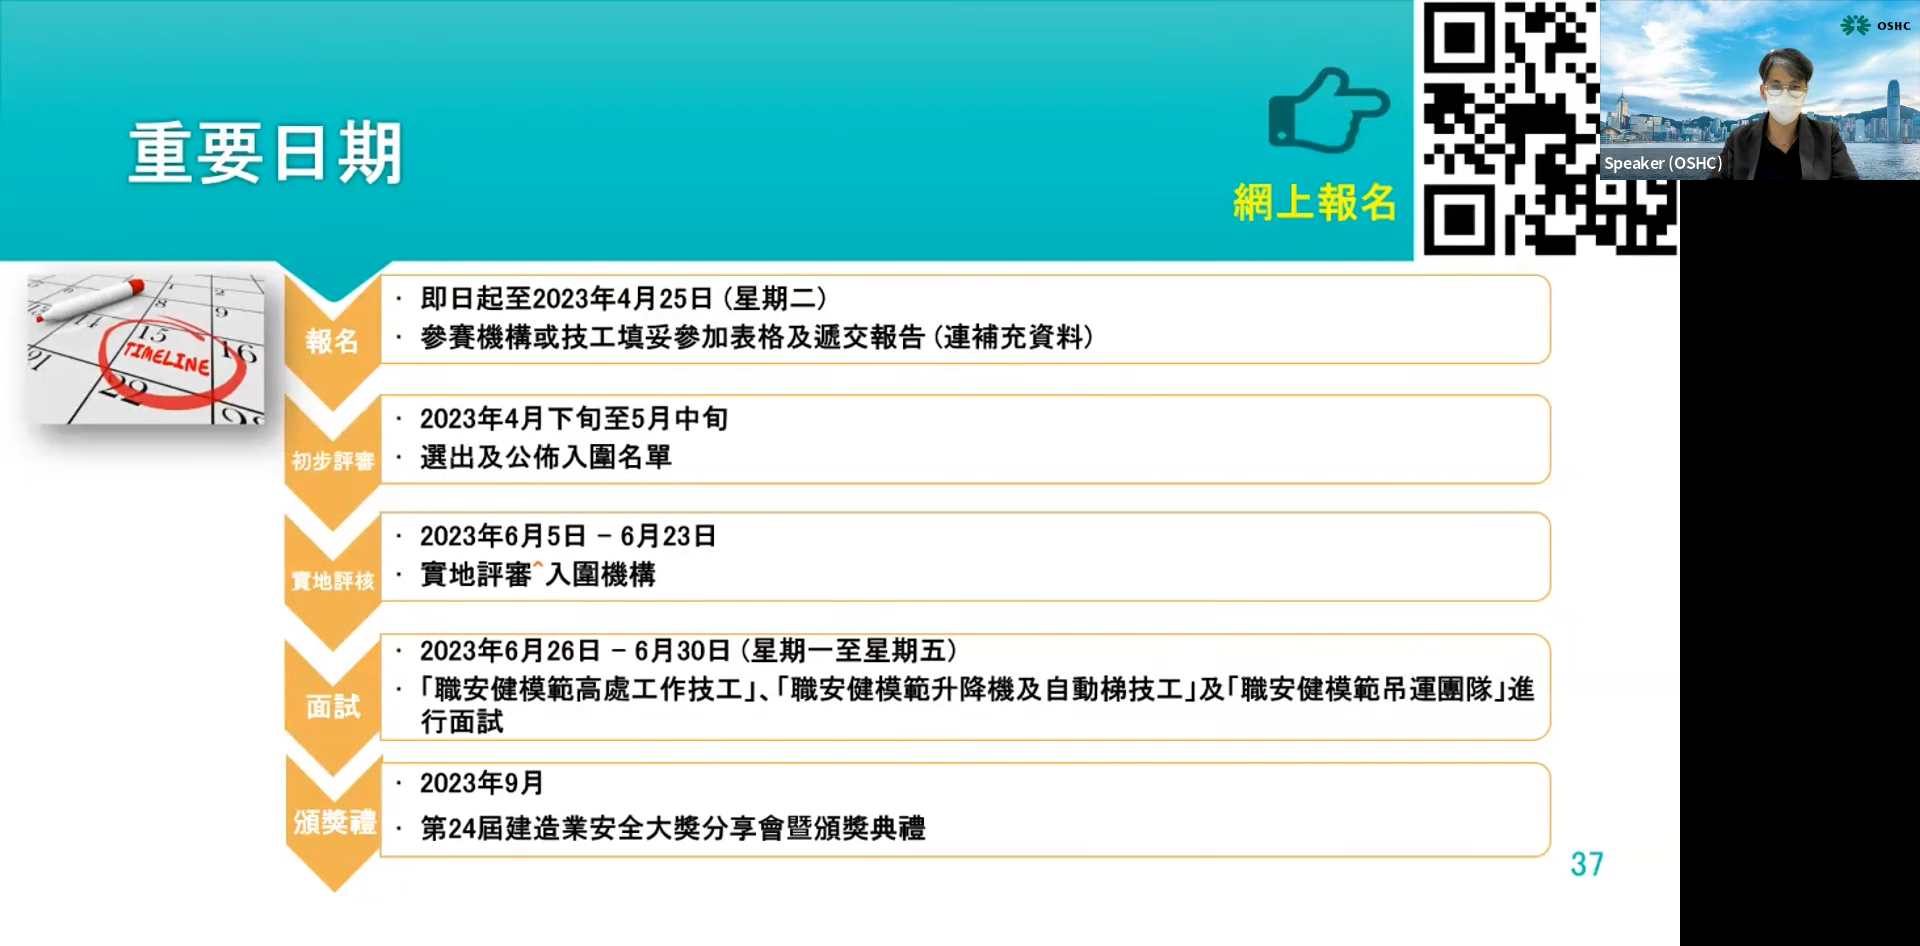 OSHC
Speaker (OSHC)
重要日期
網上報名
TIMELINE
報名
· 即日起至2023年4月25日 (星期二)
· 參賽機構或技工填妥參加表格及遞交報告 (連補充資料)
初步評審
· 2023年4月下旬至5月中旬
· 選出及公佈入圍名單
實地評核
· 2023年6月5日 – 6月23日
· 實地評審^入圍機構
面試
· 2023年6月26日 – 6月30日 (星期一至星期五)
· 「職安健模範高處工作技工」、「職安健模範升降機及自動梯技工」及「職安健模範吊運團隊」進
行面試
頒獎禮
· 2023年9月
· 第24屆建造業安全大獎分享會暨頒獎典禮
37